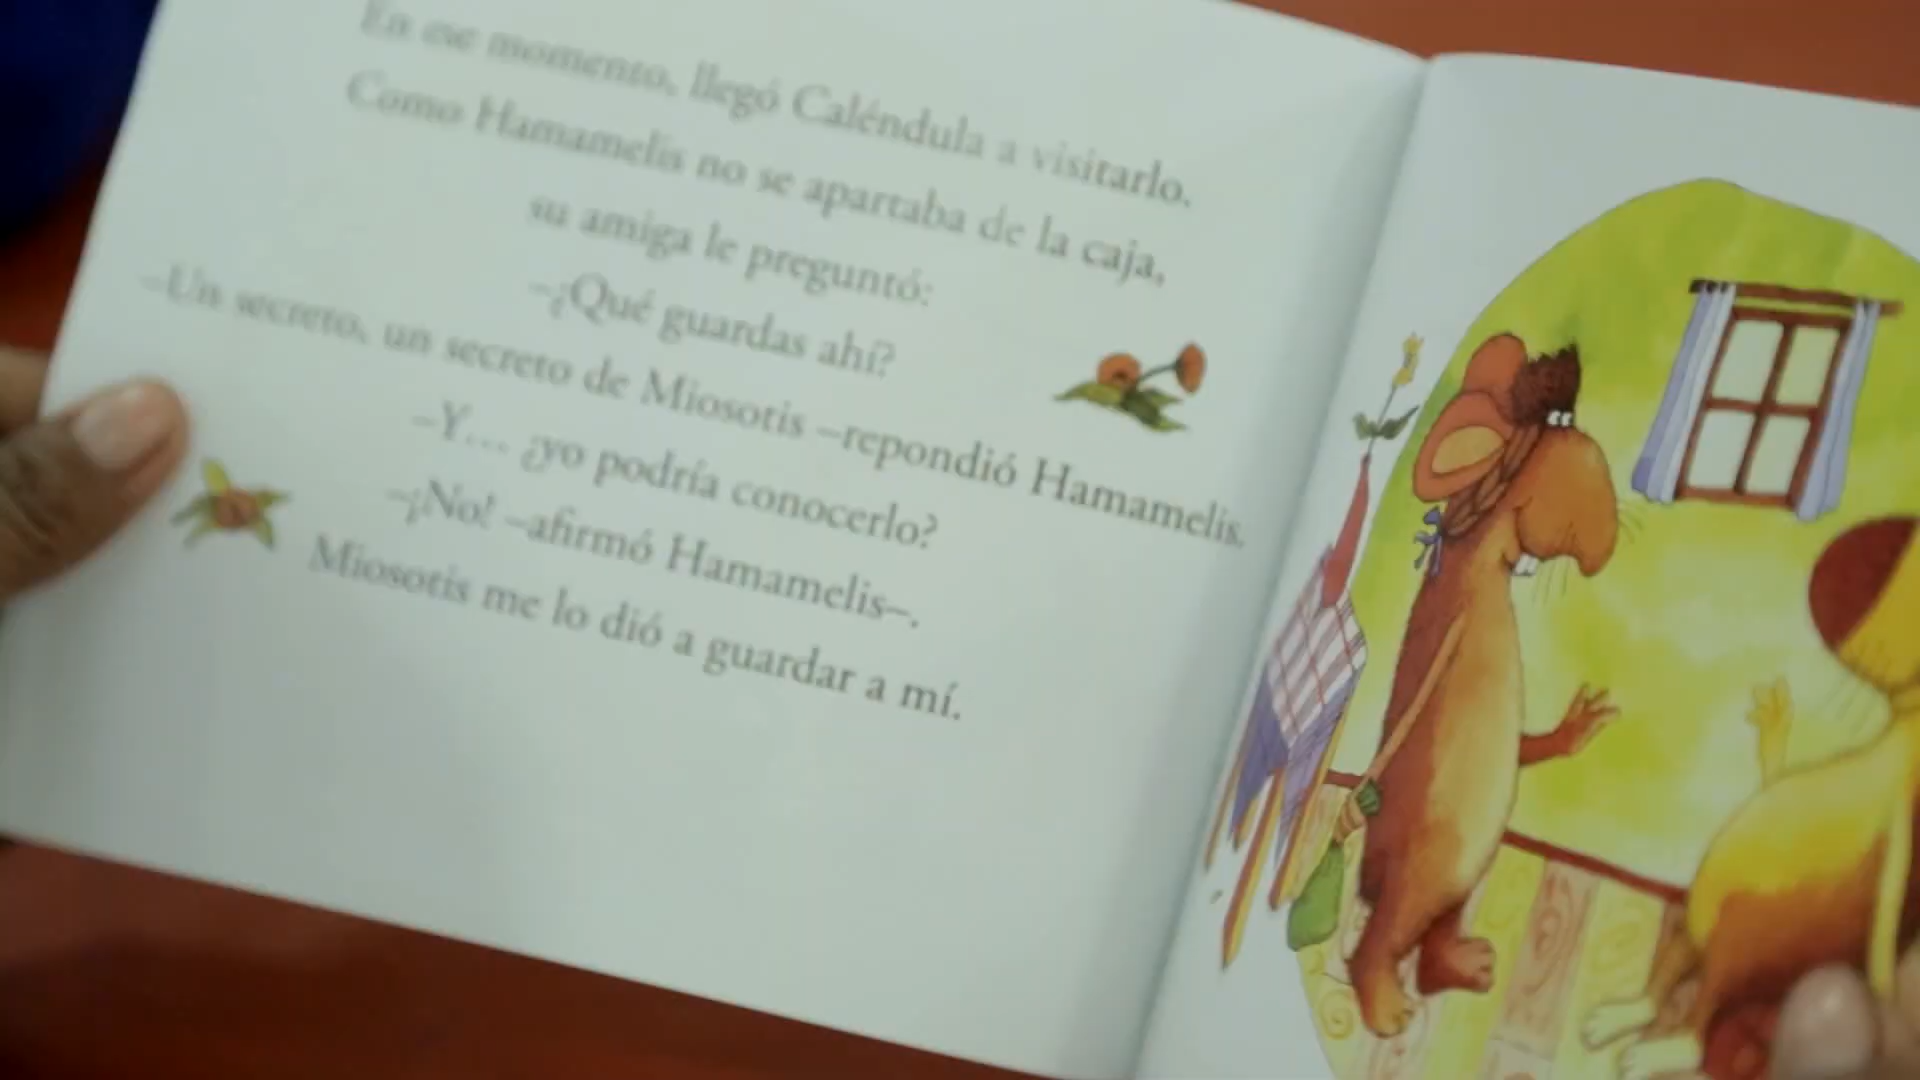 En ese momento, llegó Caléndula a visitarlo.
Como Hamamelis no se apartaba de la caja,
su amiga le preguntó:
–¿Qué guardas ahí?
–Un secreto, un secreto de Miosotis –repondió Hamamelis.
–Y... ¿yo podría conocerlo?
–¡No! –afirmó Hamamelis–.
Miosotis me lo dió a guardar a mí.